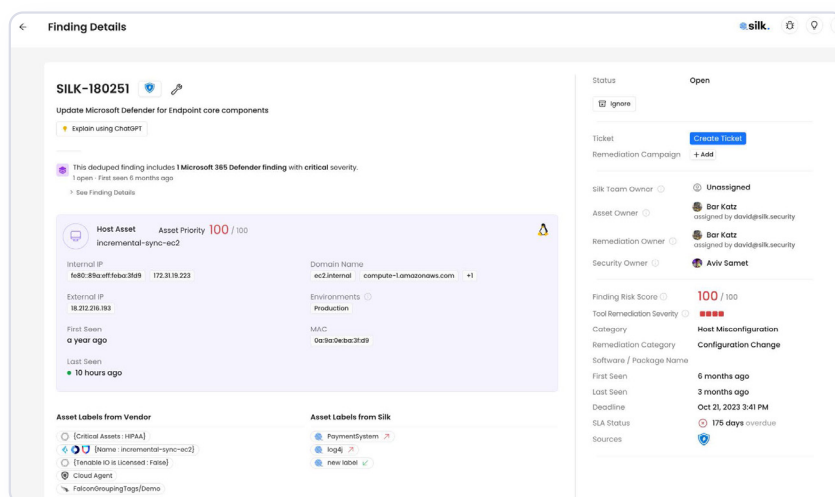 Finding Details
silk.
SILK-180251
Update Microsoft Defender for Endpoint core components
Explain using ChatGPT
This deduped finding includes 1 Microsoft 365 Defender finding with critical severity.
1 open · First seen 6 months ago
See Finding Details
Host Asset Asset Priority 100 / 100
incremental-sync-ec2
Internal IP
fe80::89a:eff:feba:3fd9 172.31.19.223
Domain Name
ec2.internal compute-1.amazonaws.com +1
External IP
18.212.216.193
Environments
Production
First Seen
a year ago
MAC
0a:9a:0e:ba:3f:d9
Last Seen
10 hours ago
Asset Labels from Vendor
{Critical Assets : HIPAA}
{Name : incremental-sync-ec2}
{Tenable IO is Licensed : False}
Cloud Agent
FalconGroupingTags/Demo
Asset Labels from Silk
PaymentSystem
log4j
new label
Status Open
Ignore
Ticket Create Ticket
Remediation Campaign + Add
Silk Team Owner Unassigned
Asset Owner Bar Katz
assigned by david@silk.security
Remediation Owner Bar Katz
assigned by david@silk.security
Security Owner Aviv Samet
Finding Risk Score 100 / 100
Tool Remediation Severity
Category Host Misconfiguration
Remediation Category Configuration Change
Software / Package Name
First Seen 6 months ago
Last Seen 3 months ago
Deadline Oct 21, 2023 3:41 PM
SLA Status 175 days overdue
Sources